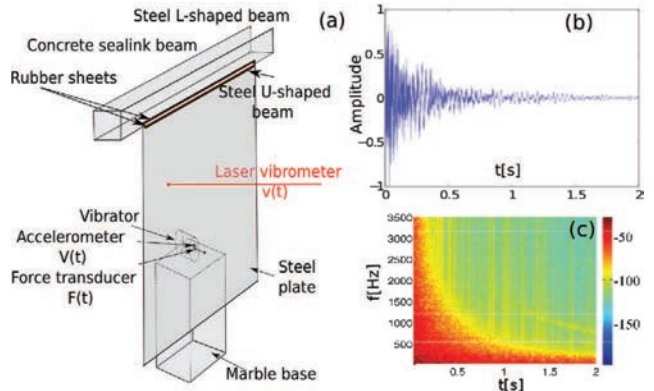 Steel L-shaped beam
(a)
Concrete sealink beam
Rubber sheets
Steel U-shaped
beam
Laser vibrometer
v(t)
Vibrator
Accelerometer
V(t)
Force transducer
F(t)
Steel
plate
Marble base
(b)
Amplitude
1
0.5
0
-0.5
-1
0
0.5
1
1.5
2
t[s]
(c)
f[Hz]
3500
3000
2500
2000
1500
1000
500
0
0.5
1
1.5
2
t[s]
-50
-100
-150